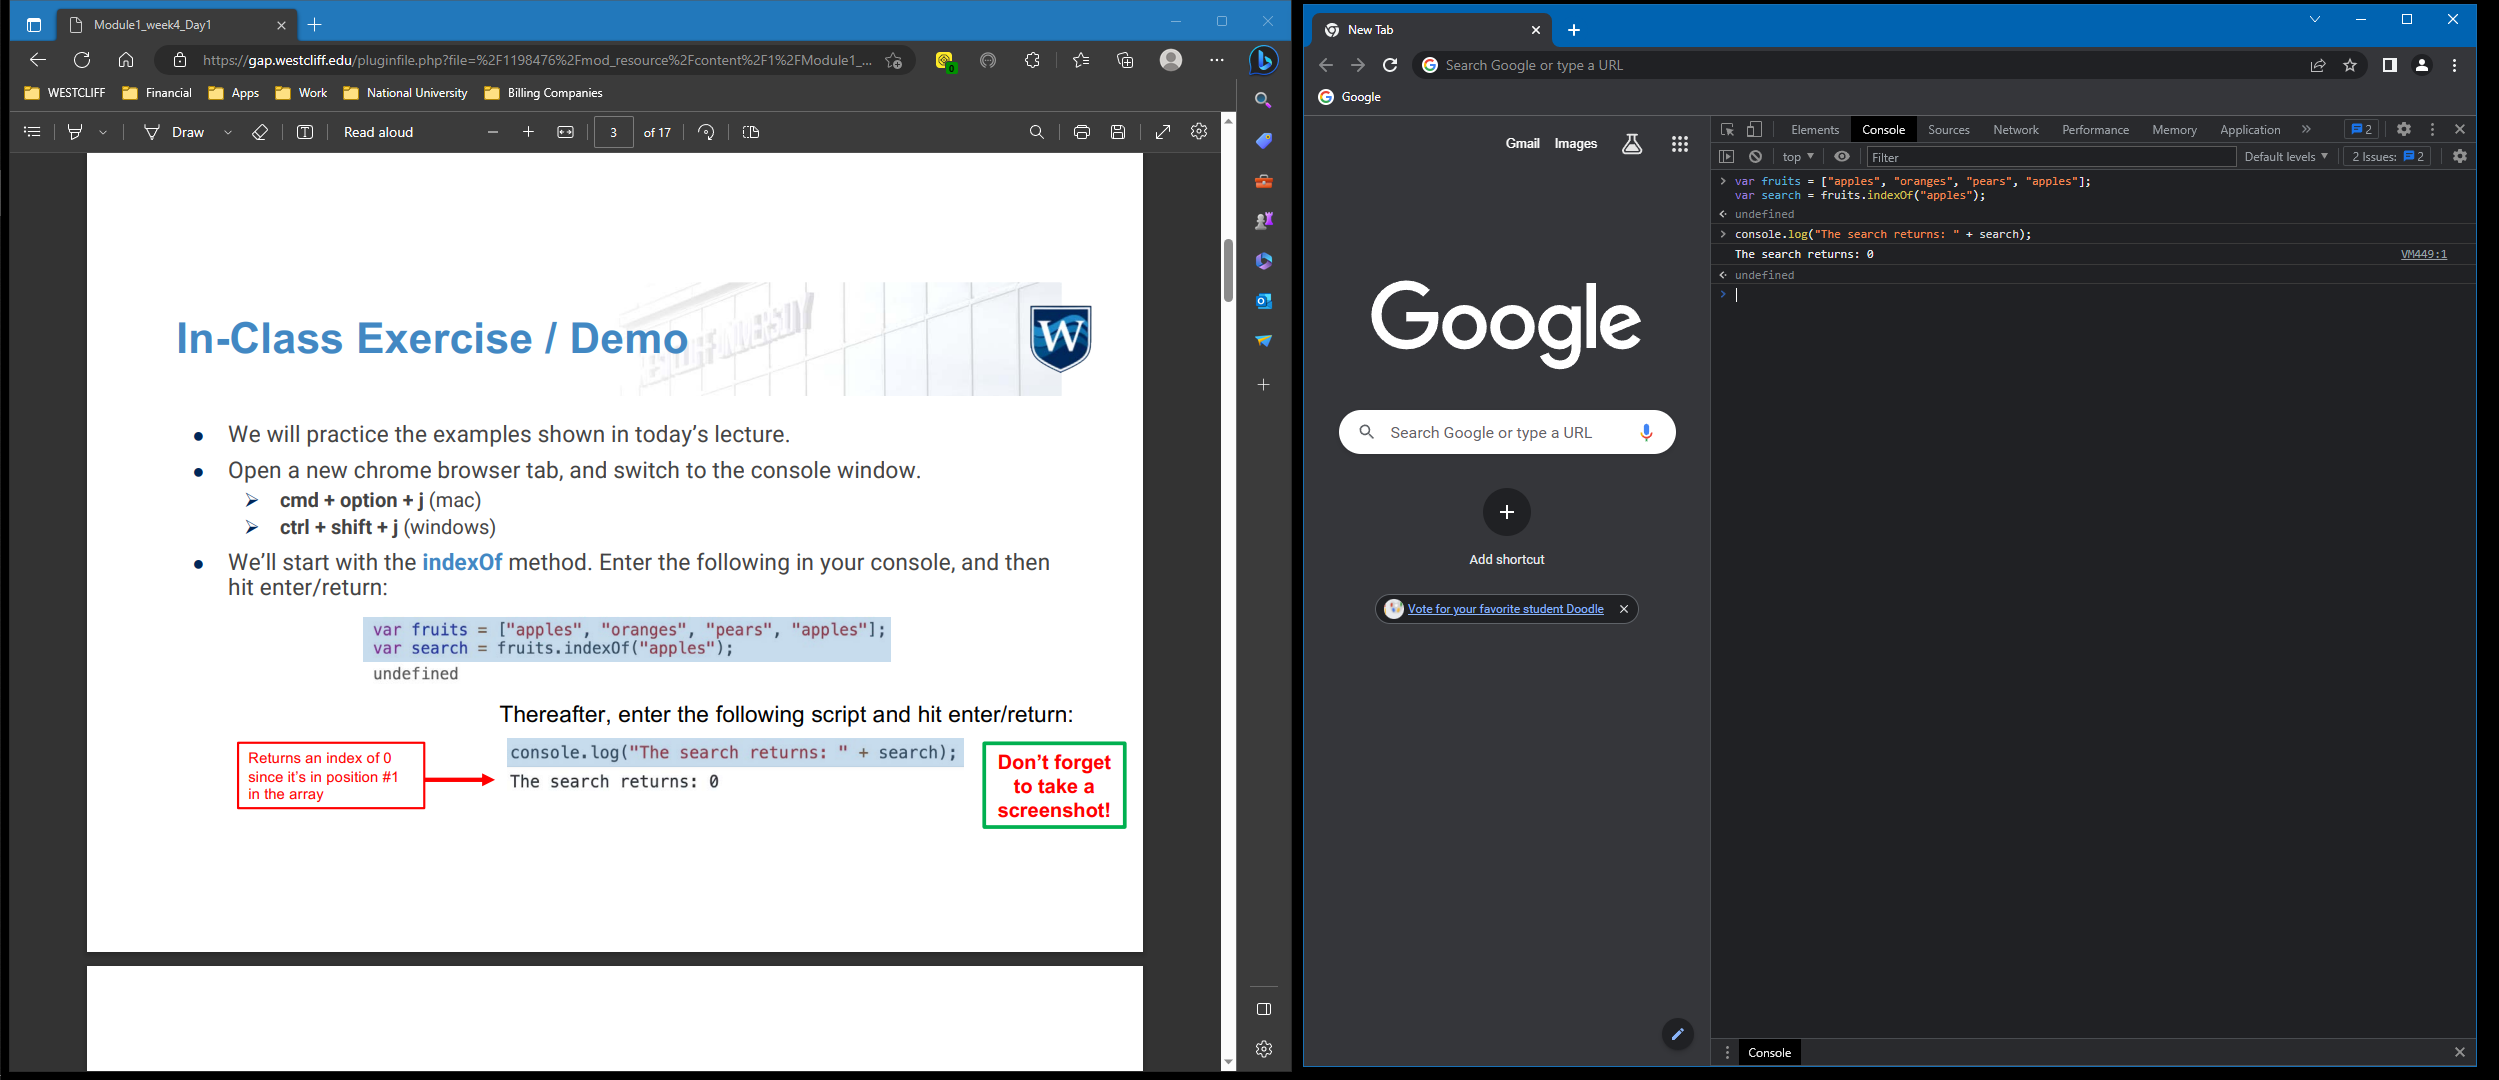 Module1_week4_Day1
https://gap.westcliff.edu/pluginfile.php?file=%2F1198476%2Fmod_resource%2Fcontent%2F1%2FModule1_...
WESTCLIFF Financial Apps Work National University Billing Companies
Draw Read aloud 3 of 17
In-Class Exercise / Demo
W
We will practice the examples shown in today's lecture.
Open a new chrome browser tab, and switch to the console window.
cmd + option + j (mac)
ctrl + shift + j (windows)
We'll start with the indexOf method. Enter the following in your console, and then
hit enter/return:
var fruits = ["apples", "oranges", "pears", "apples"];
var search = fruits.indexOf("apples");
undefined
Thereafter, enter the following script and hit enter/return:
console.log("The search returns: " + search);
The search returns: 0
Returns an index of 0
since it's in position #1
in the array
Don't forget
to take a
screenshot!
New Tab
Search Google or type a URL
Google
Gmail Images
Google
Search Google or type a URL
Add shortcut
Vote for your favorite student Doodle
Elements Console Sources Network Performance Memory Application 2
top Filter Default levels 2 Issues: 2
var fruits = ["apples", "oranges", "pears", "apples"];
var search = fruits.indexOf("apples");
undefined
console.log("The search returns: " + search);
The search returns: 0 VM449:1
undefined
Console